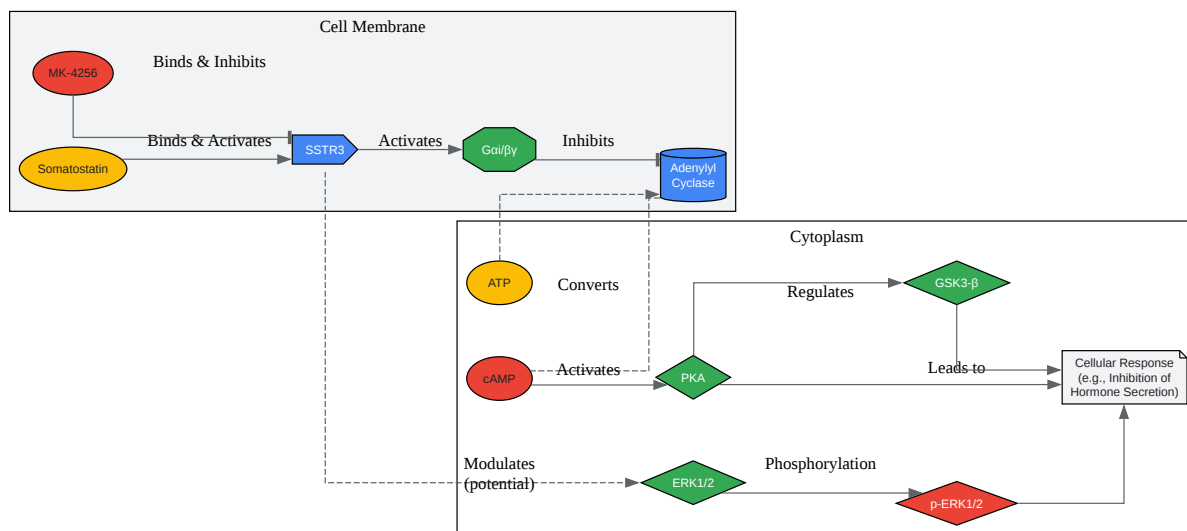 Cell Membrane
MK-4256
Binds & Inhibits
Binds & Activates
Somatostatin
SSTR3
Activates
Gαi/βγ
Inhibits
Adenylyl
Cyclase
Cytoplasm
ATP
Converts
Regulates
GSK3-β
cAMP
Activates
PKA
Leads to
Cellular Response
(e.g., Inhibition of
Hormone Secretion)
Modulates
(potential)
ERK1/2
Phosphorylation
p-ERK1/2